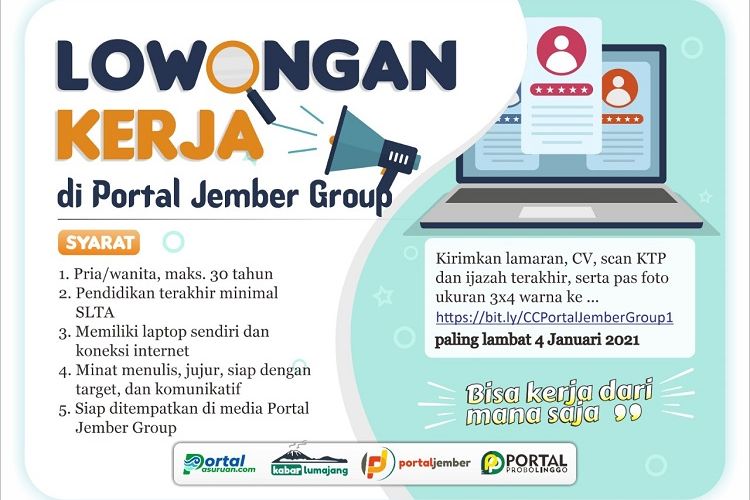 LOWONGAN
KERJA
di Portal Jember Group
SYARAT
1. Pria/wanita, maks. 30 tahun
2. Pendidikan terakhir minimal
SLTA
3. Memiliki laptop sendiri dan
koneksi internet
4. Minat menulis, jujur, siap dengan
target, dan komunikatif
5. Siap ditempatkan di media Portal
Jember Group
Kirimkan lamaran, CV, scan KTP
dan ijazah terakhir, serta pas foto
ukuran 3x4 warna ke ...
https://bit.ly/CCPortalJemberGroup1
paling lambat 4 Januari 2021
Bisa kerja dari
mana saja
Portal
Pasuruan.com
kabar lumajang
portaljember
PORTAL
PROBOLINGGO